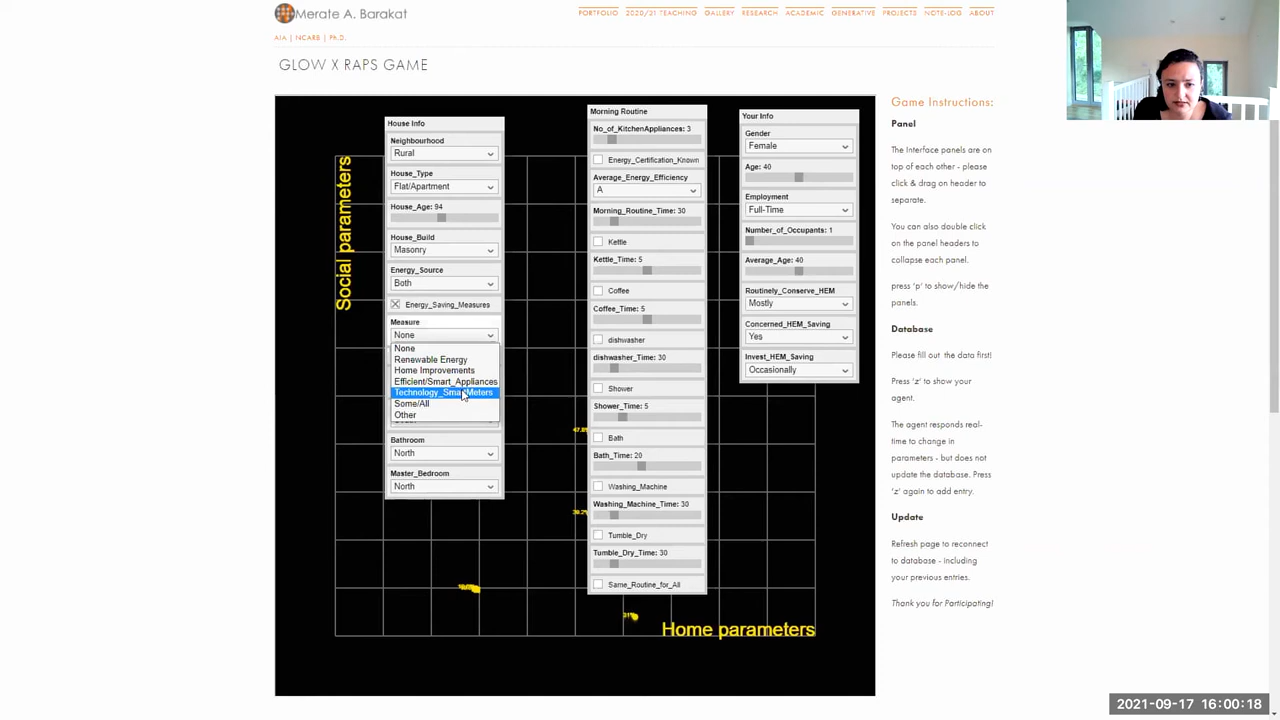 Merate A. Barakat
PORTFOLIO 2020/21 TEACHING GALLERY RESEARCH ACADEMIC GENERATIVE PROJECTS NOTE-LOG ABOUT
AIA | NCARB | Ph.D.
GLOW X RAPS GAME
Social parameters
House Info
Neighbourhood
Rural
House_Type
Flat/Apartment
House_Age: 94
House_Build
Masonry
Energy_Source
Both
Energy_Saving_Measures
Measure
None
None
Renewable Energy
Home Improvements
Efficient/Smart_Appliances
Technology_SmartMeters
Some/All
Other
Bathroom
North
Master_Bedroom
North
Morning Routine
No_of_KitchenAppliances: 3
Energy_Certification_Known
Average_Energy_Efficiency
A
Morning_Routine_Time: 30
Kettle
Kettle_Time: 5
Coffee
Coffee_Time: 5
dishwasher
dishwasher_Time: 30
Shower
Shower_Time: 5
Bath
Bath_Time: 20
Washing_Machine
Washing_Machine_Time: 30
Tumble_Dry
Tumble_Dry_Time: 30
Same_Routine_for_All
Your Info
Gender
Female
Age: 40
Employment
Full-Time
Number_of_Occupants: 1
Average_Age: 40
Routinely_Conserve_HEM
Mostly
Concerned_HEM_Saving
Yes
Invest_HEM_Saving
Occasionally
Home parameters
Game Instructions:
Panel
The Interface panels are on
top of each other - please
click & drag on header to
separate.
You can also double click
on the panel headers to
collapse each panel.
press 'p' to show/hide the
panels.
Database
Please fill out the data first!
Press 'z' to show your
agent.
The agent responds real-
time to change in
parameters - but does not
update the database. Press
'z' again to add entry.
Update
Refresh page to reconnect
to database - including
your previous entries.
Thank you for Participating!
2021-09-17 16:00:18